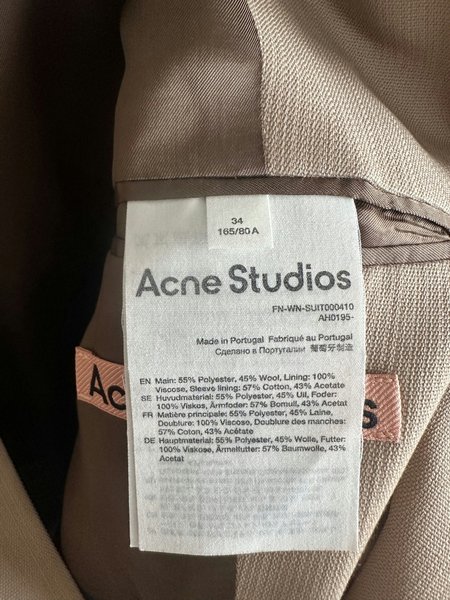 34
165/80A
Acne Studios
FN-WN-SUIT000410
AH0195-
Made in Portugal Fabriqué au Portugal
Сделано в Португалии 葡萄牙制造
EN Main: 55% Polyester, 45% Wool, Lining: 100%
Viscose, Sleeve lining: 57% Cotton, 43% Acetate
SE Huvudmaterial: 55% Polyester, 45% Ull, Foder:
100% Viskos, Ärmfoder: 57% Bomull, 43% Acetat
FR Matière principale: 55% Polyester, 45% Laine,
Doublure: 100% Viscose, Doublure des manches:
57% Coton, 43% Acétate
DE Hauptmaterial: 55% Polyester, 45% Wolle, Futter:
100% Viskose, Ärmelfutter: 57% Baumwolle, 43%
Acetat
Ac
s